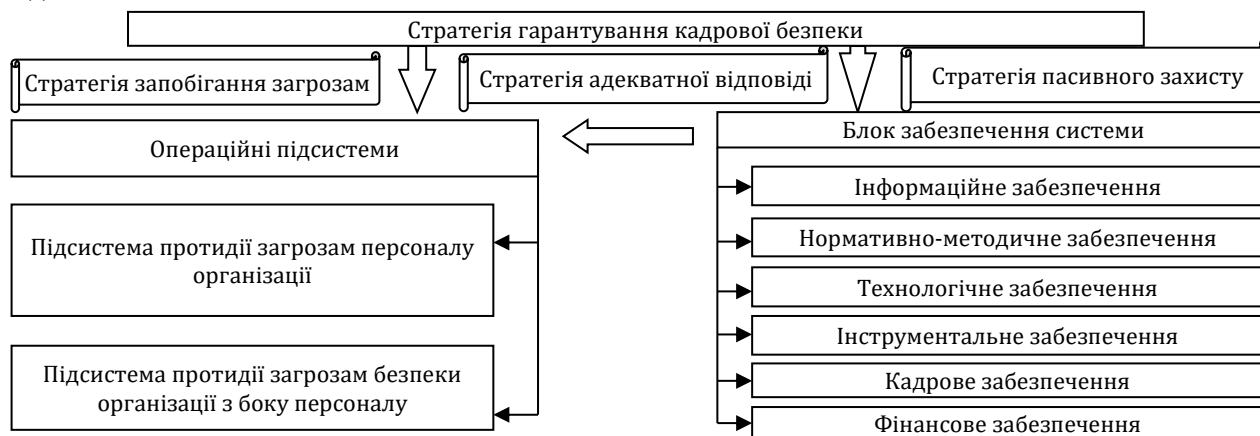 Стратегія гарантування кадрової безпеки
Стратегія запобігання загрозам
Стратегія адекватної відповіді
Стратегія пасивного захисту
Операційні підсистеми
Підсистема протидії загрозам персоналу
організації
Підсистема протидії загрозам безпеки
організації з боку персоналу
Блок забезпечення системи
Інформаційне забезпечення
Нормативно-методичне забезпечення
Технологічне забезпечення
Інструментальне забезпечення
Кадрове забезпечення
Фінансове забезпечення